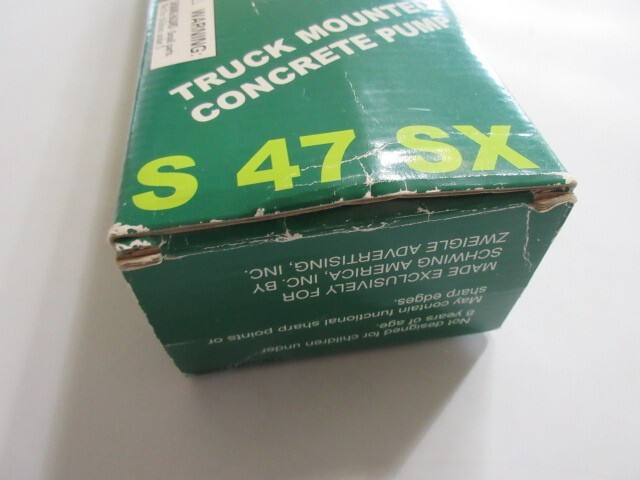 WARNING:
TRUCK MOUNTED
CONCRETE PUMP
S 47 SX
MADE EXCLUSIVELY FOR
SCHWING AMERICA, INC. BY
ZWEIGLE ADVERTISING, INC.
Not designed for children under
8 years of age.
May contain functional sharp points or
sharp edges.